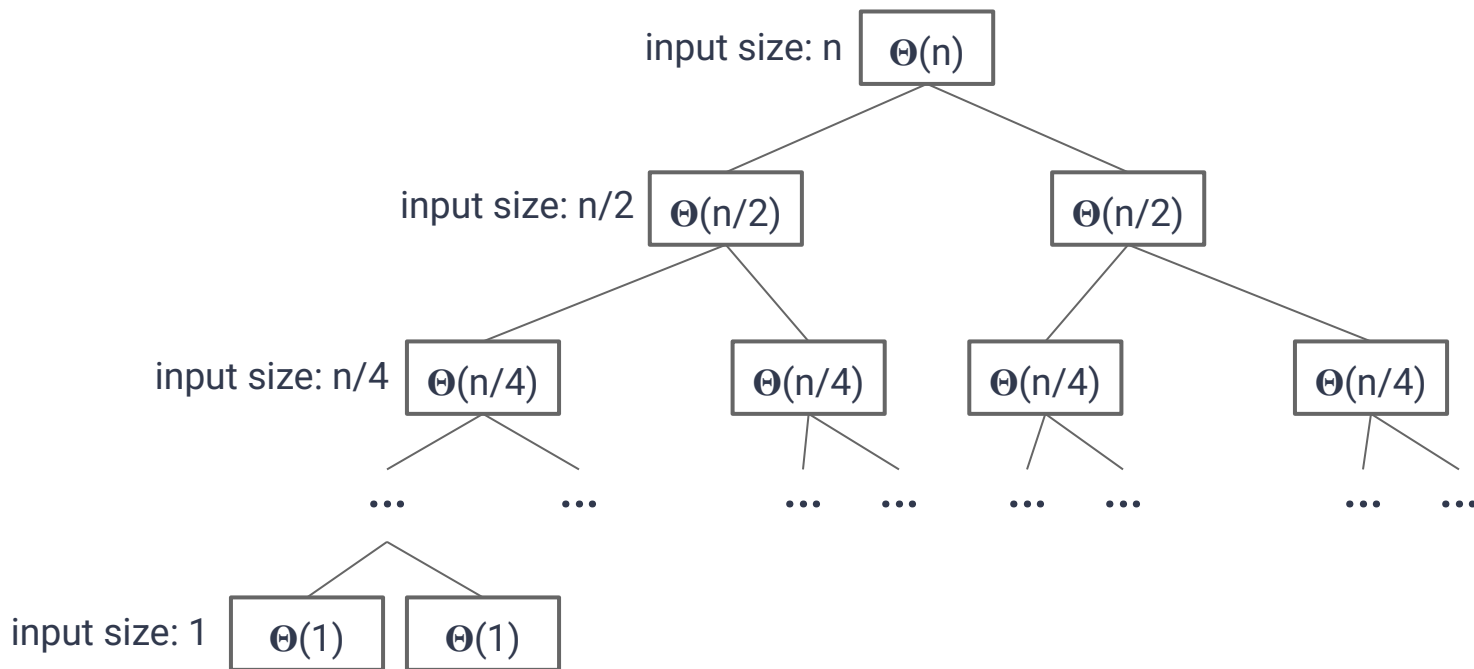 input size: n Θ(n)
input size: n/2 Θ(n/2) Θ(n/2)
input size: n/4 Θ(n/4) Θ(n/4) Θ(n/4) Θ(n/4)
... ... ... ... ... ... ... ...
input size: 1 Θ(1) Θ(1)